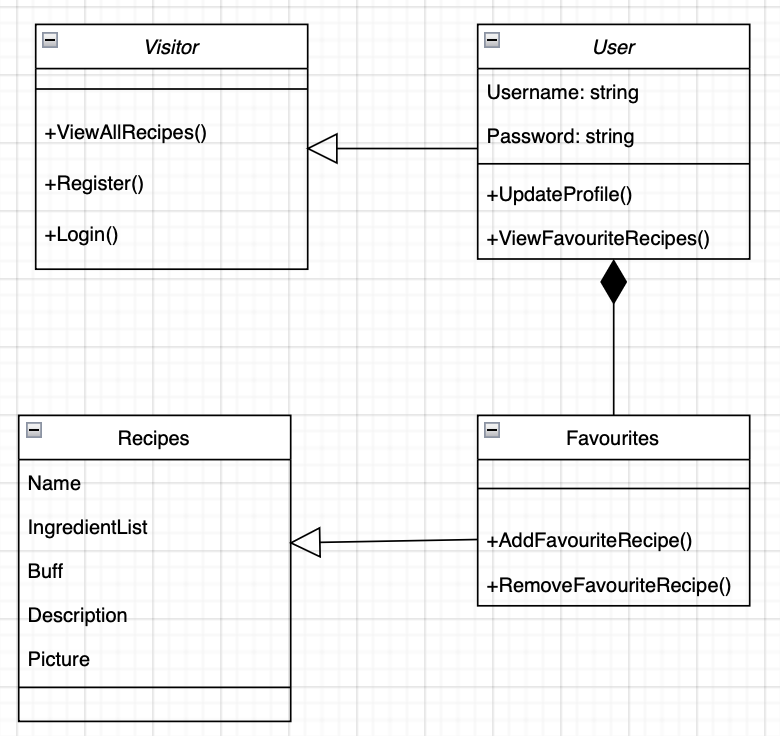 Visitor
+ViewAllRecipes()
+Register()
+Login()
User
Username: string
Password: string
+UpdateProfile()
+ViewFavouriteRecipes()
Recipes
Name
IngredientList
Buff
Description
Picture
Favourites
+AddFavouriteRecipe()
+RemoveFavouriteRecipe()